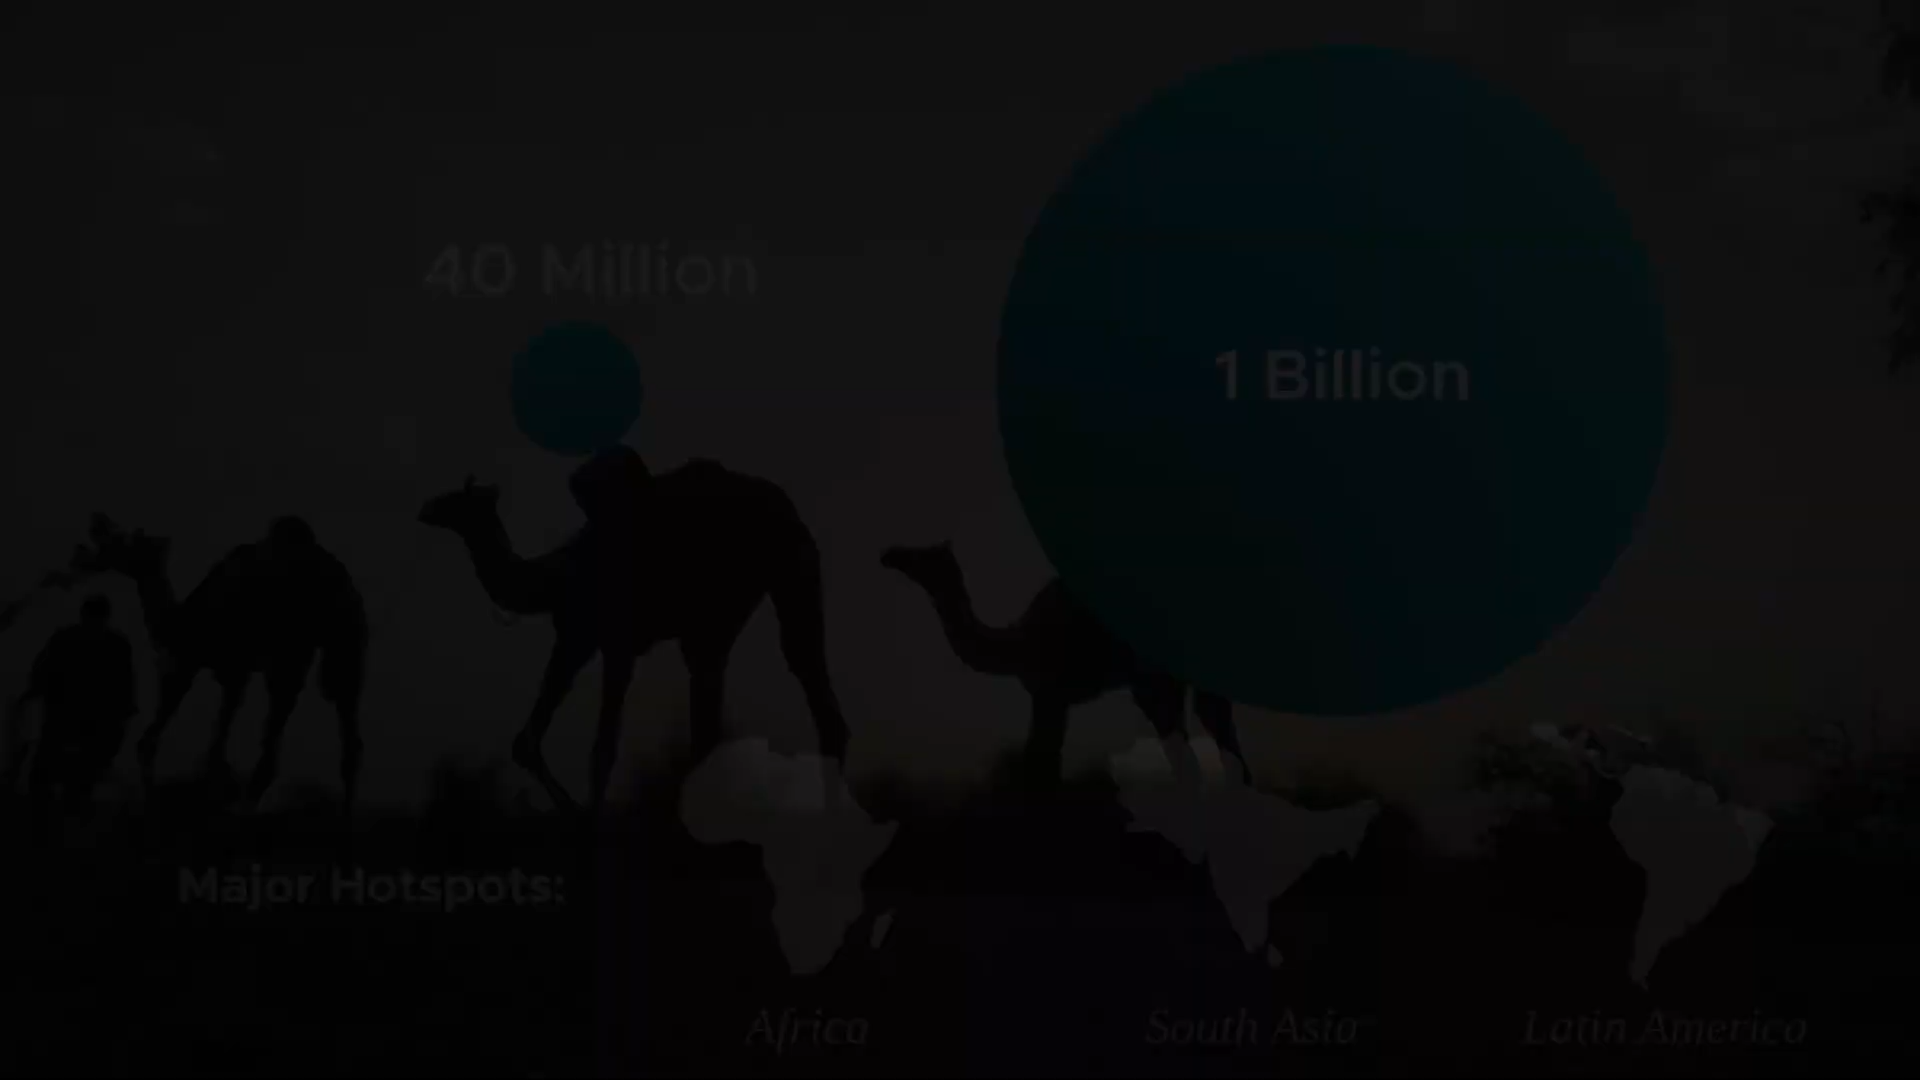 40 Million
1 Billion
Major Hotspots:
Africa
South Asia
Latin America